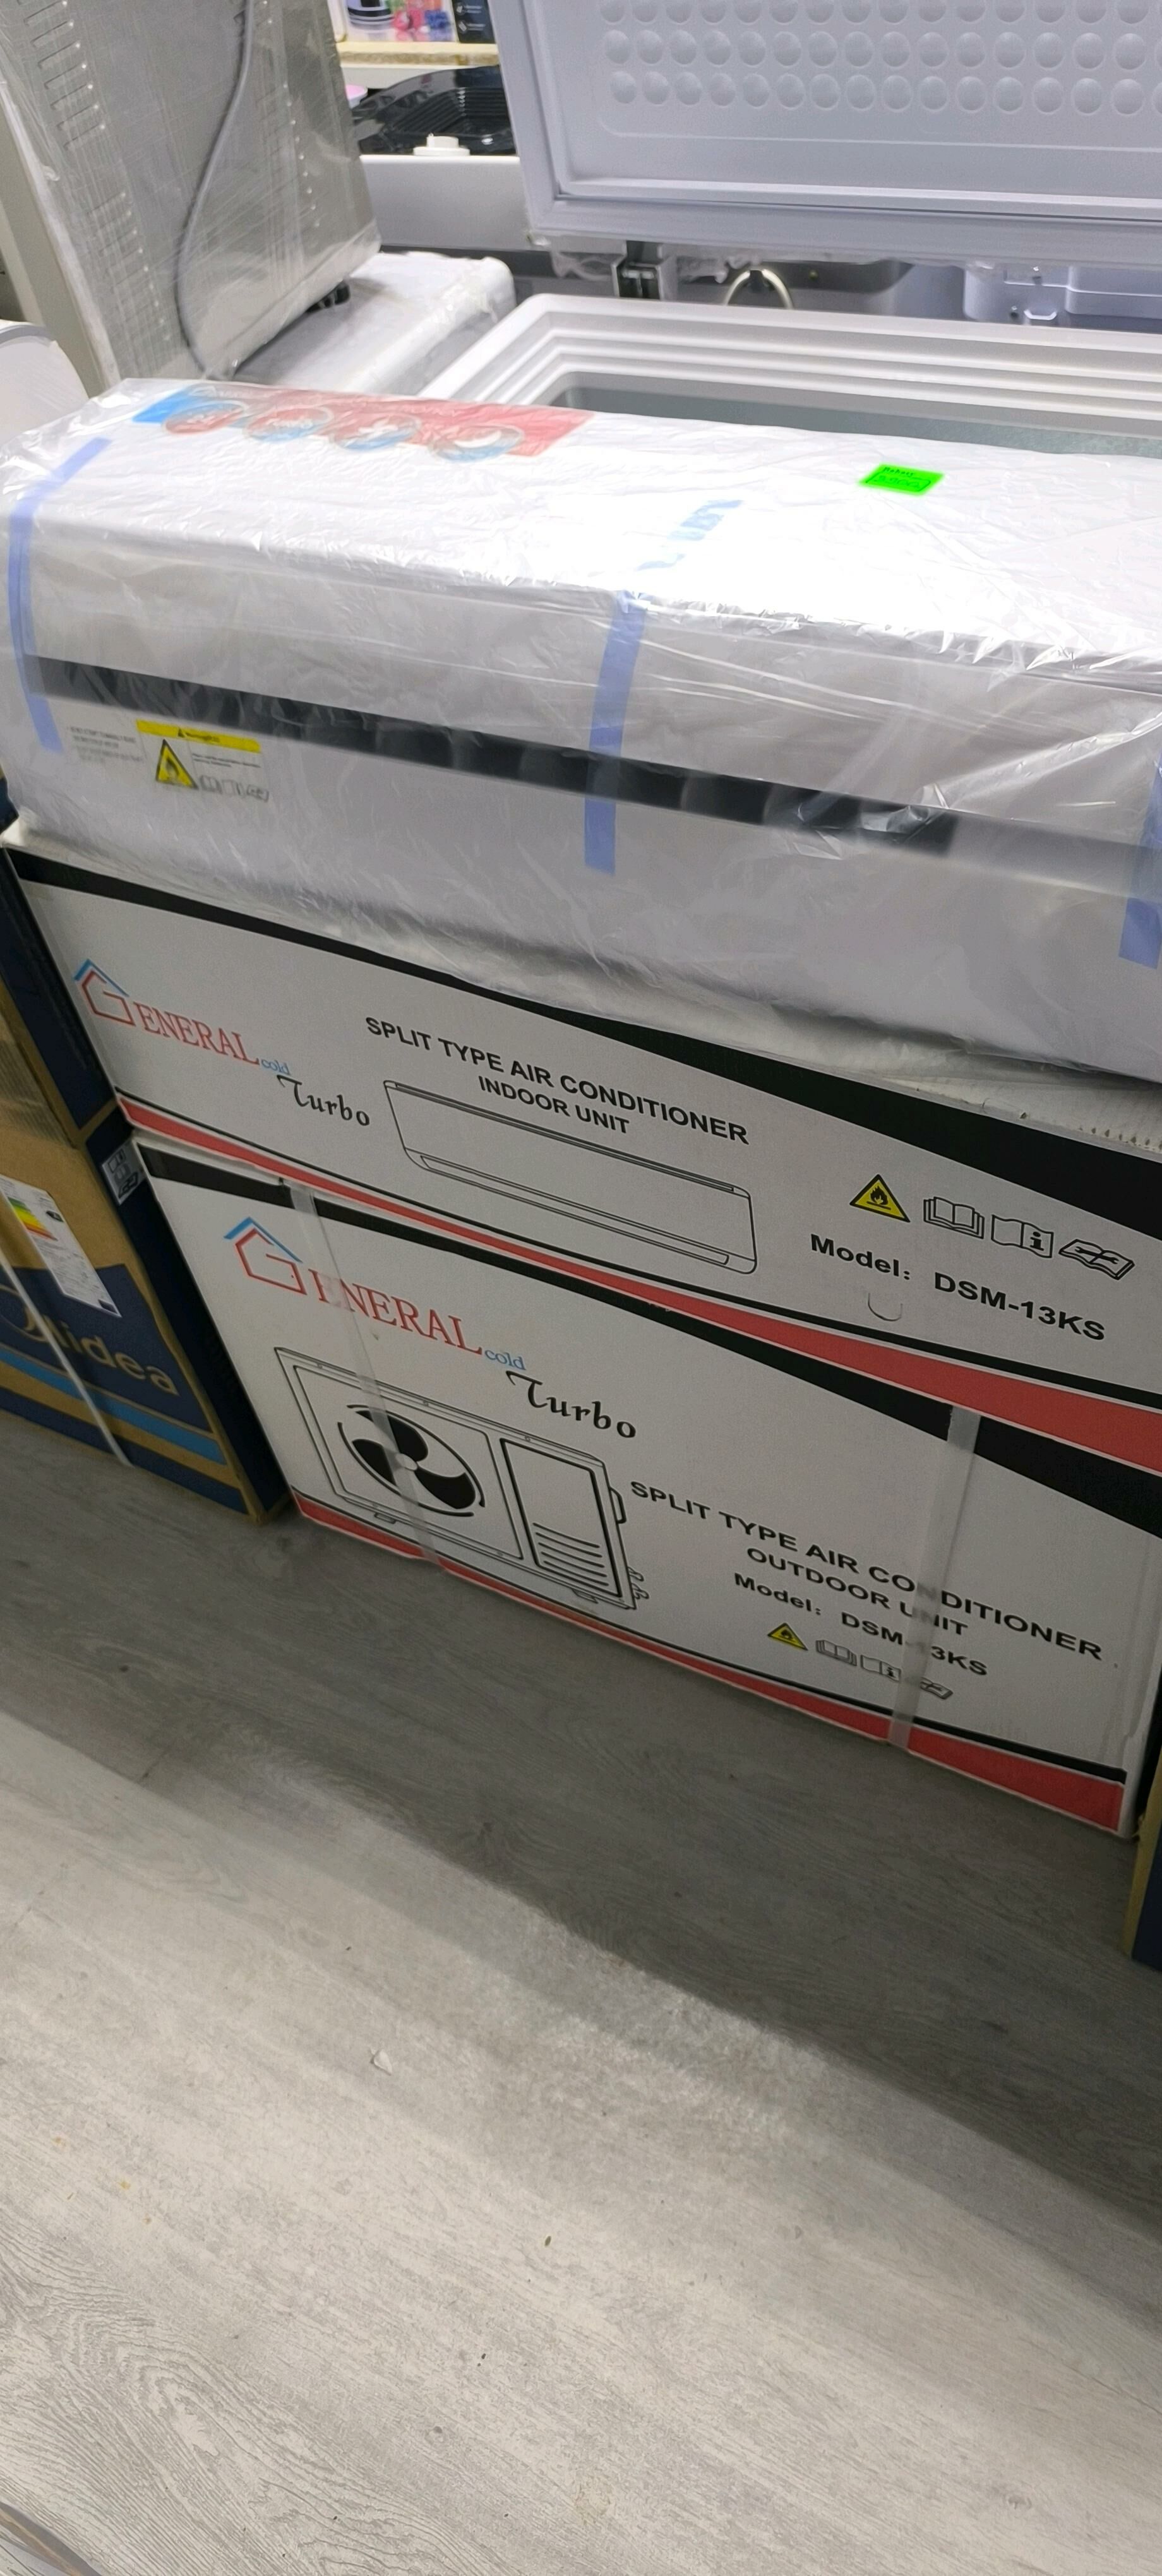 GENERAL cold
Turbo
SPLIT TYPE AIR CONDITIONER
INDOOR UNIT
Model: DSM-13KS
GENERAL cold
Turbo
SPLIT TYPE AIR CONDITIONER
OUTDOOR UNIT
Model: DSM-13KS
Midea